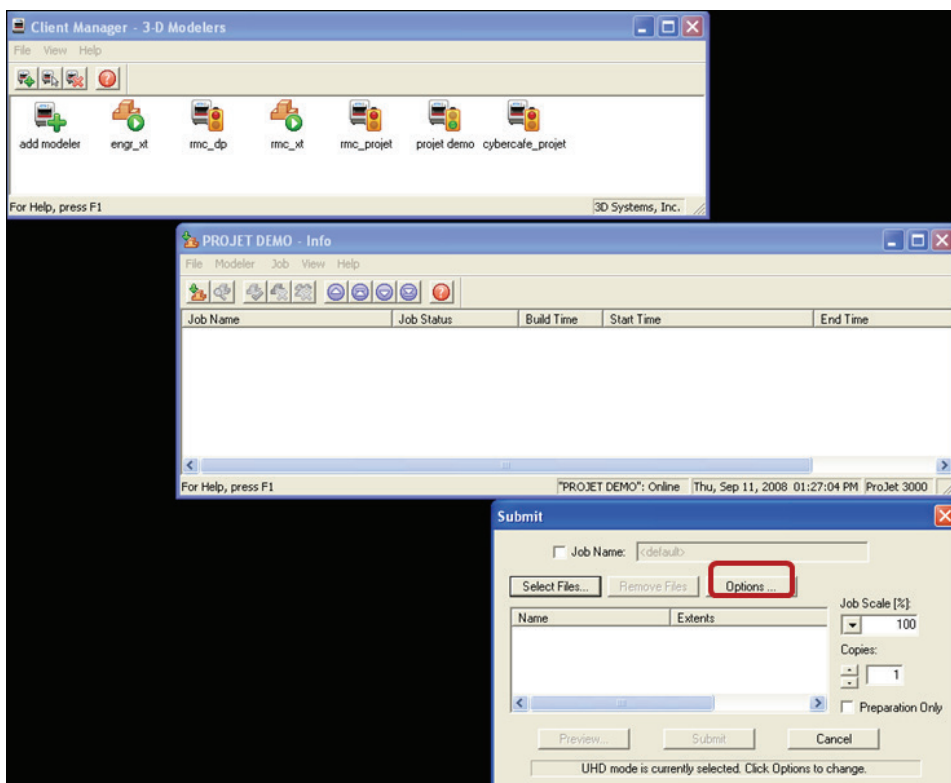 Client Manager - 3-D Modelers
File View Help
add modeler engr_xt rmc_dp rmc_xt rmc_projet projet demo cybercafe_projet
For Help, press F1 3D Systems, Inc.
PROJET DEMO - Info
File Modeler Job View Help
Job Name Job Status Build Time Start Time End Time
For Help, press F1 "PROJET DEMO": Online Thu, Sep 11, 2008 01:27:04 PM ProJet 3000
Submit
Job Name: <default>
Select Files... Remove Files Options ...
Job Scale [%]:
Name Extents
100
Copies:
1
Preparation Only
Preview... Submit Cancel
UHD mode is currently selected. Click Options to change.